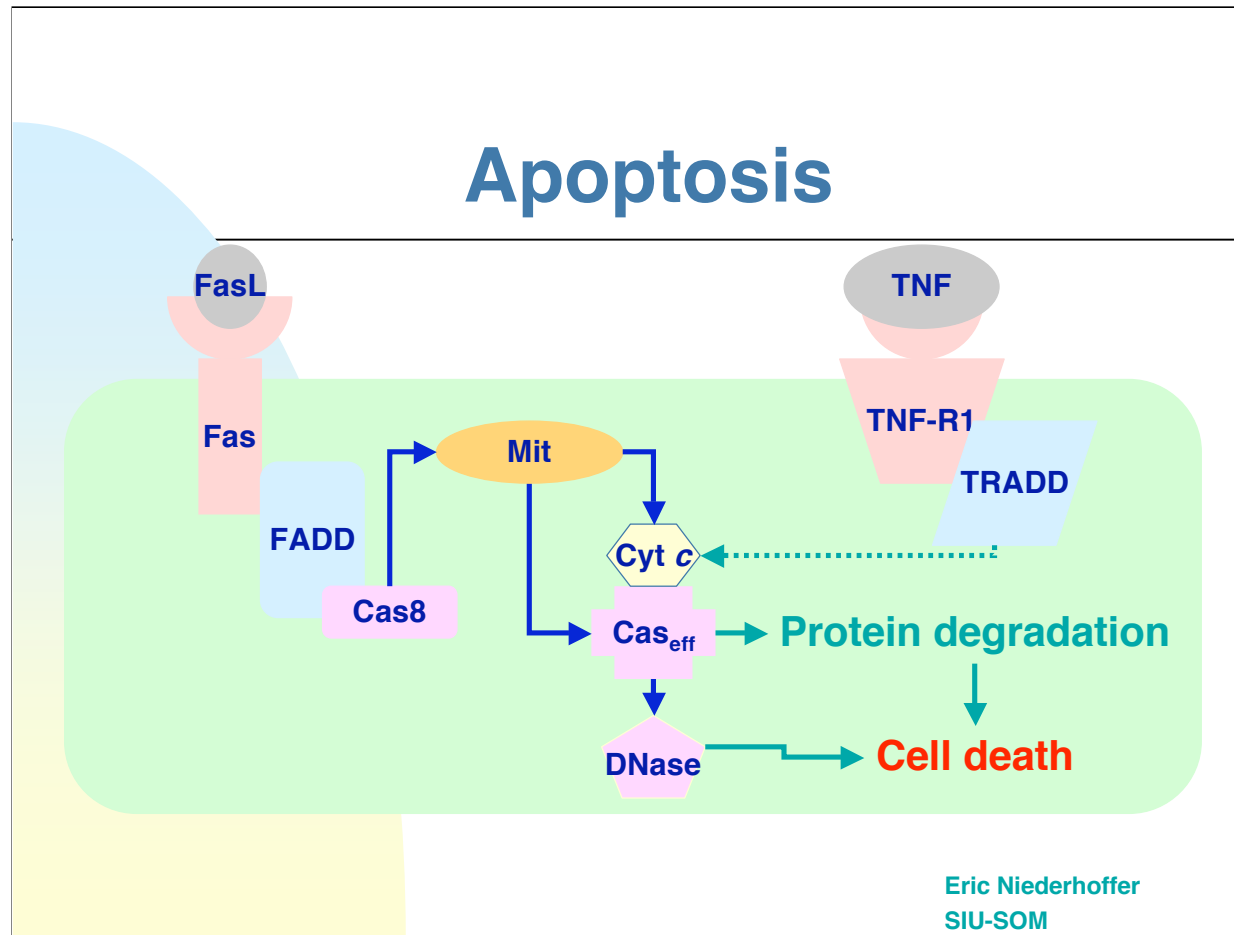 Apoptosis
FasL
TNF
Fas
TNF-R1
Mit
TRADD
FADD
Cyt c
Cas8
Caseff
Protein degradation
DNase
Cell death
Eric Niederhoffer
SIU-SOM